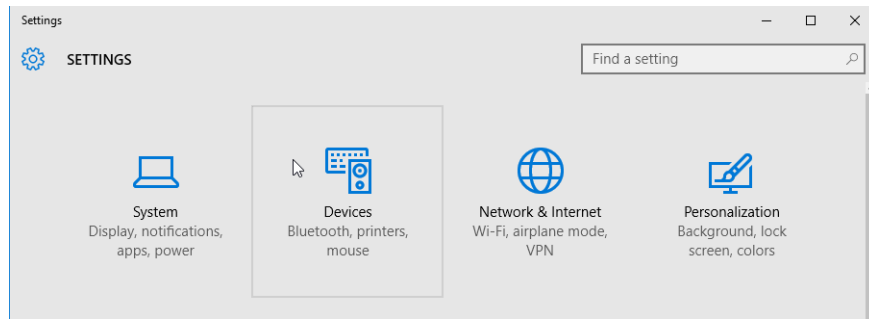 Settings
SETTINGS
Find a setting
System
Display, notifications,
apps, power
Devices
Bluetooth, printers,
mouse
Network & Internet
Wi-Fi, airplane mode,
VPN
Personalization
Background, lock
screen, colors